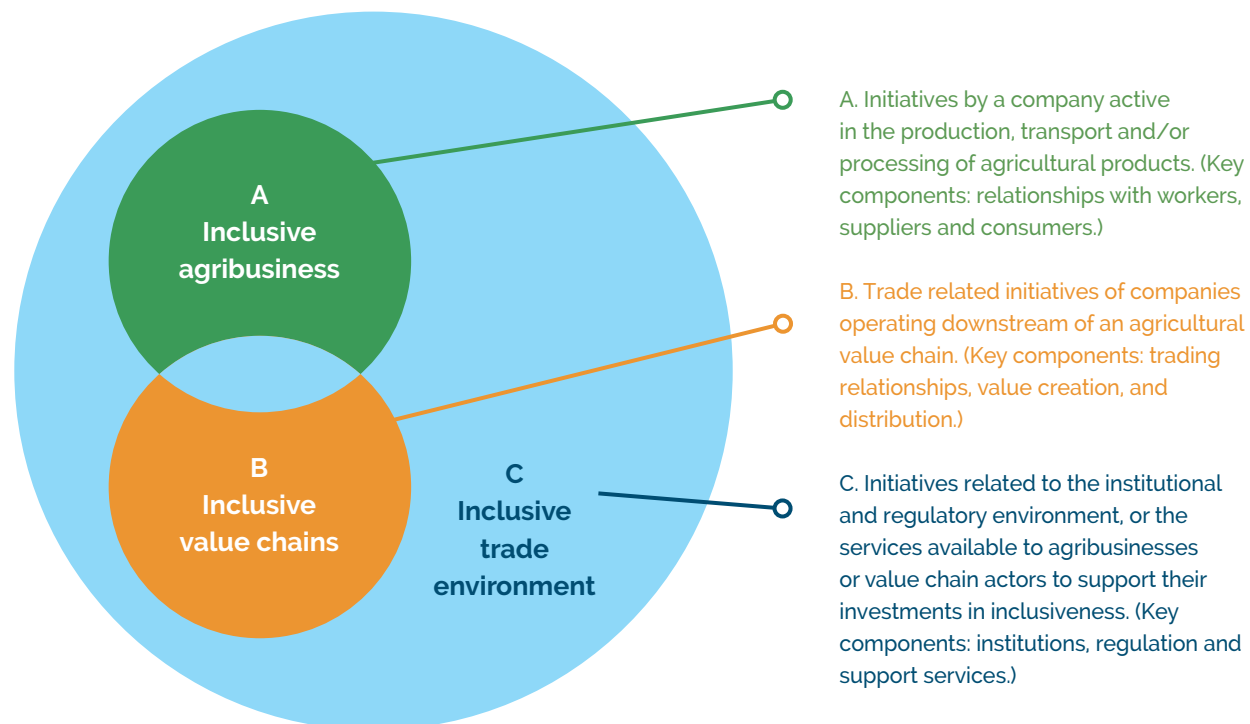 A
Inclusive
agribusiness
B
Inclusive
value chains
C
Inclusive
trade
environment
A. Initiatives by a company active
in the production, transport and/or
processing of agricultural products. (Key
components: relationships with workers,
suppliers and consumers.)
B. Trade related initiatives of companies
operating downstream of an agricultural
value chain. (Key components: trading
relationships, value creation, and
distribution.)
C. Initiatives related to the institutional
and regulatory environment, or the
services available to agribusinesses
or value chain actors to support their
investments in inclusiveness. (Key
components: institutions, regulation and
support services.)